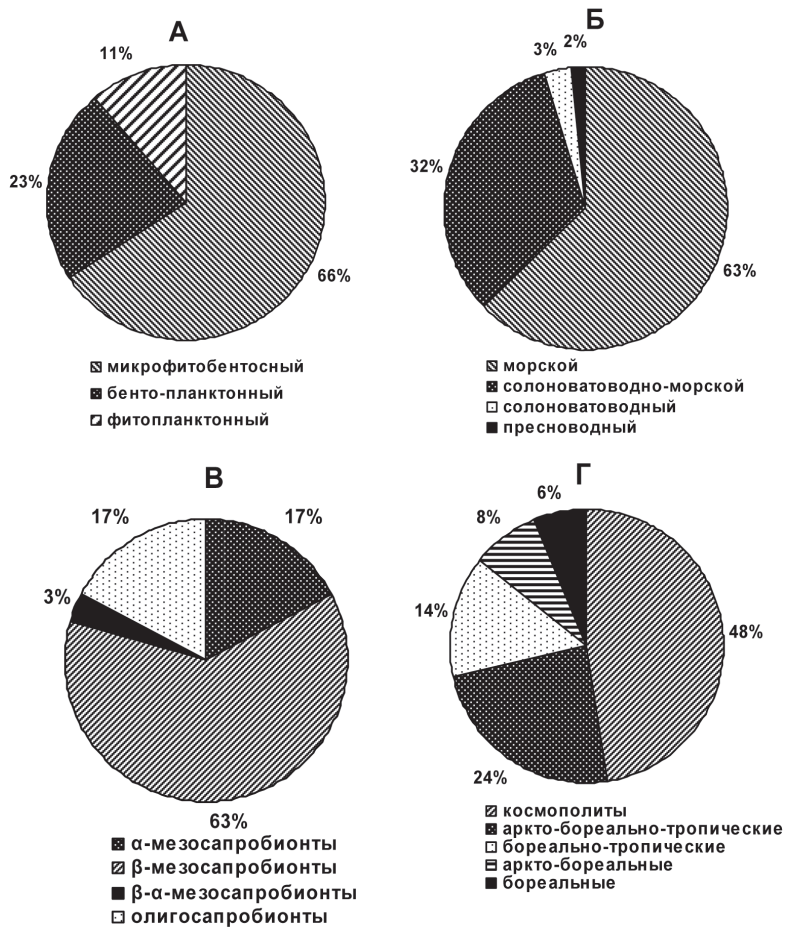 А
11%
23%
66%
микрофитобентосный
бенто-планктонный
фитопланктонный
Б
3%
2%
32%
63%
морской
солоноватоводно-морской
солоноватоводный
пресноводный
В
17%
17%
3%
63%
α-мезосапробионты
β-мезосапробионты
β-α-мезосапробионты
олигосапробионты
Г
6%
8%
14%
48%
24%
космополиты
аркто-бореально-тропические
бореально-тропические
аркто-бореальные
бореальные